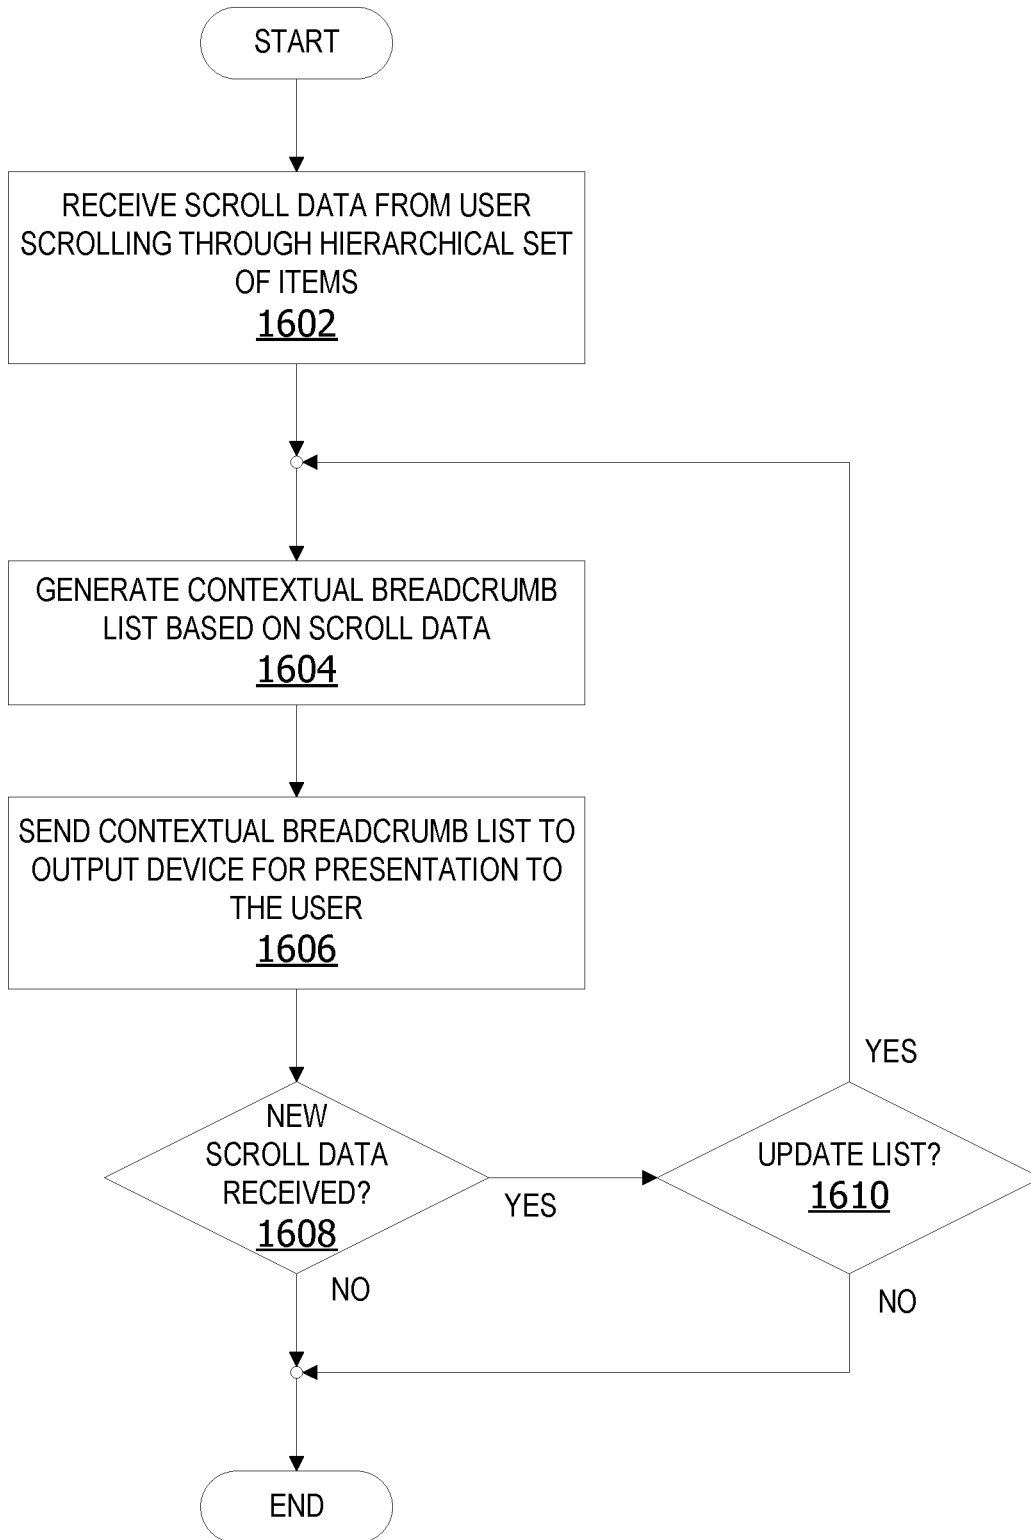 START
RECEIVE SCROLL DATA FROM USER
SCROLLING THROUGH HIERARCHICAL SET
OF ITEMS
1602
GENERATE CONTEXTUAL BREADCRUMB
LIST BASED ON SCROLL DATA
1604
SEND CONTEXTUAL BREADCRUMB LIST TO
OUTPUT DEVICE FOR PRESENTATION TO
THE USER
1606
NEW
SCROLL DATA
RECEIVED?
1608
YES
NO
UPDATE LIST?
1610
YES
NO
END